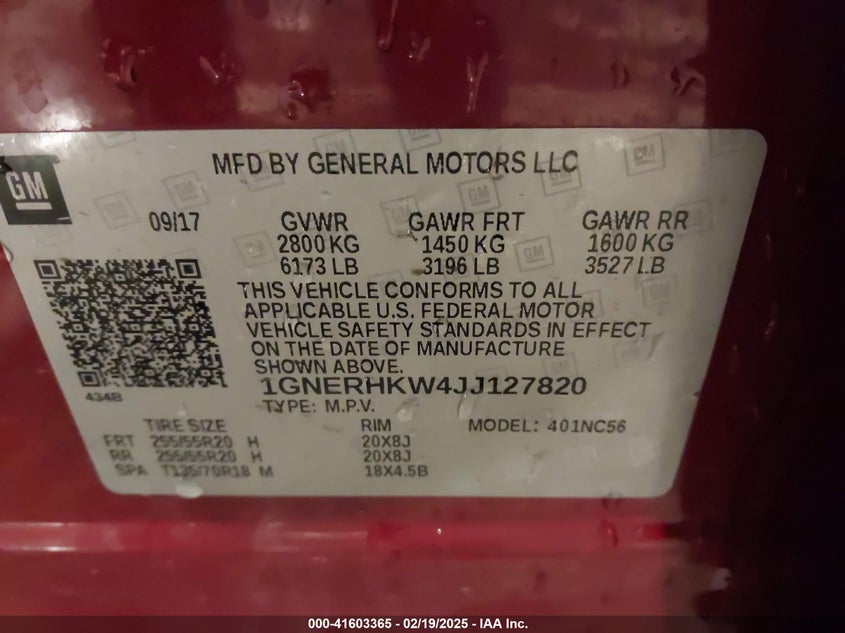 GM
MFD BY GENERAL MOTORS LLC
09/17 GVWR GAWR FRT GAWR RR
2800 KG 1450 KG 1600 KG
6173 LB 3196 LB 3527 LB
THIS VEHICLE CONFORMS TO ALL
APPLICABLE U.S. FEDERAL MOTOR
VEHICLE SAFETY STANDARDS IN EFFECT
ON THE DATE OF MANUFACTURE
SHOWN ABOVE.
1GNERHKW4JJ127820
434B
TYPE: M.P.V.
TIRE SIZE RIM MODEL: 401NC56
FRT 255/55R20 H 20X8J
RR 255/55R20 H 20X8J
SPA T135/70R18 M 18X4.5B
000-41603365 - 02/19/2025 - IAA Inc.